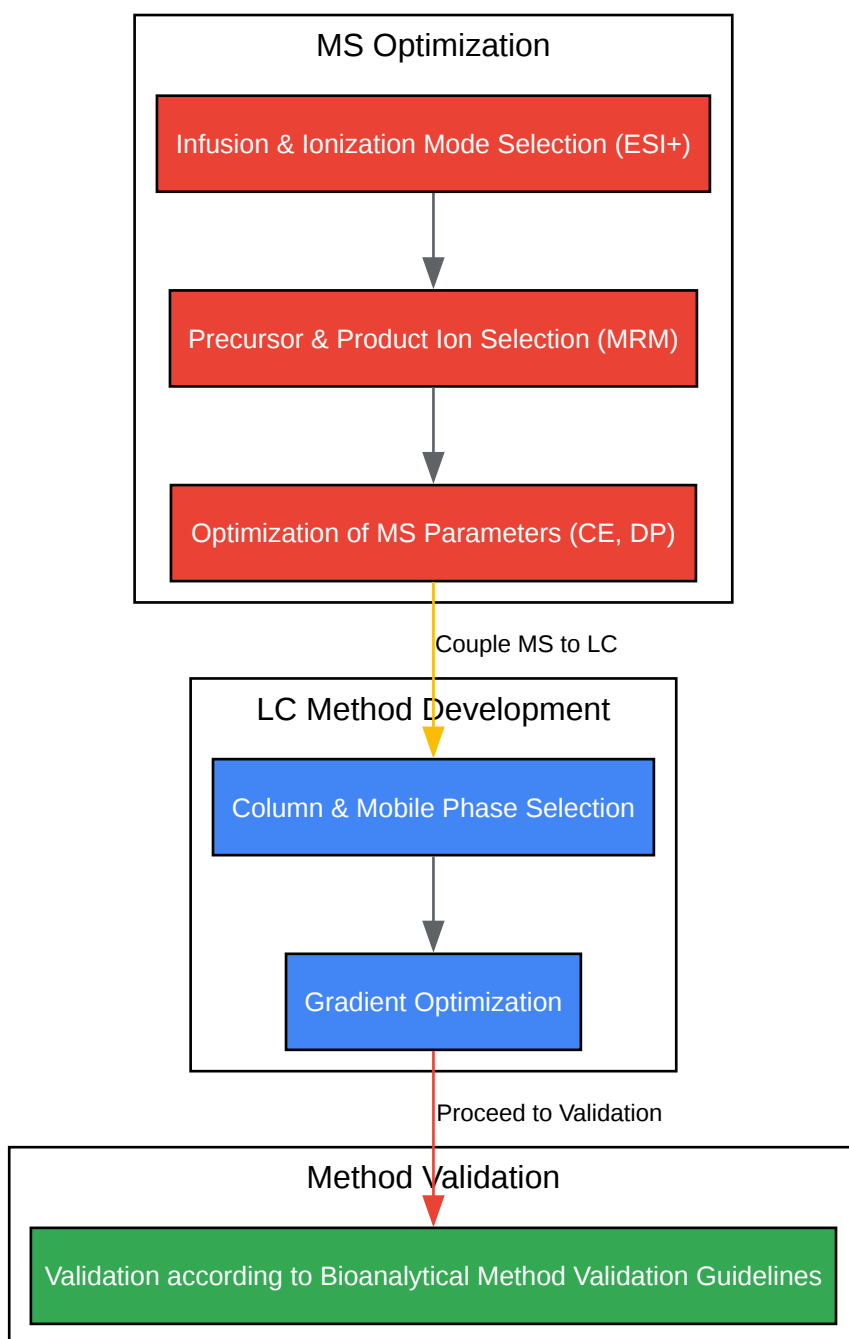 MS Optimization
Infusion & Ionization Mode Selection (ESI+)
Precursor & Product Ion Selection (MRM)
Optimization of MS Parameters (CE, DP)
Couple MS to LC
LC Method Development
Column & Mobile Phase Selection
Gradient Optimization
Proceed to Validation
Method Validation
Validation according to Bioanalytical Method Validation Guidelines